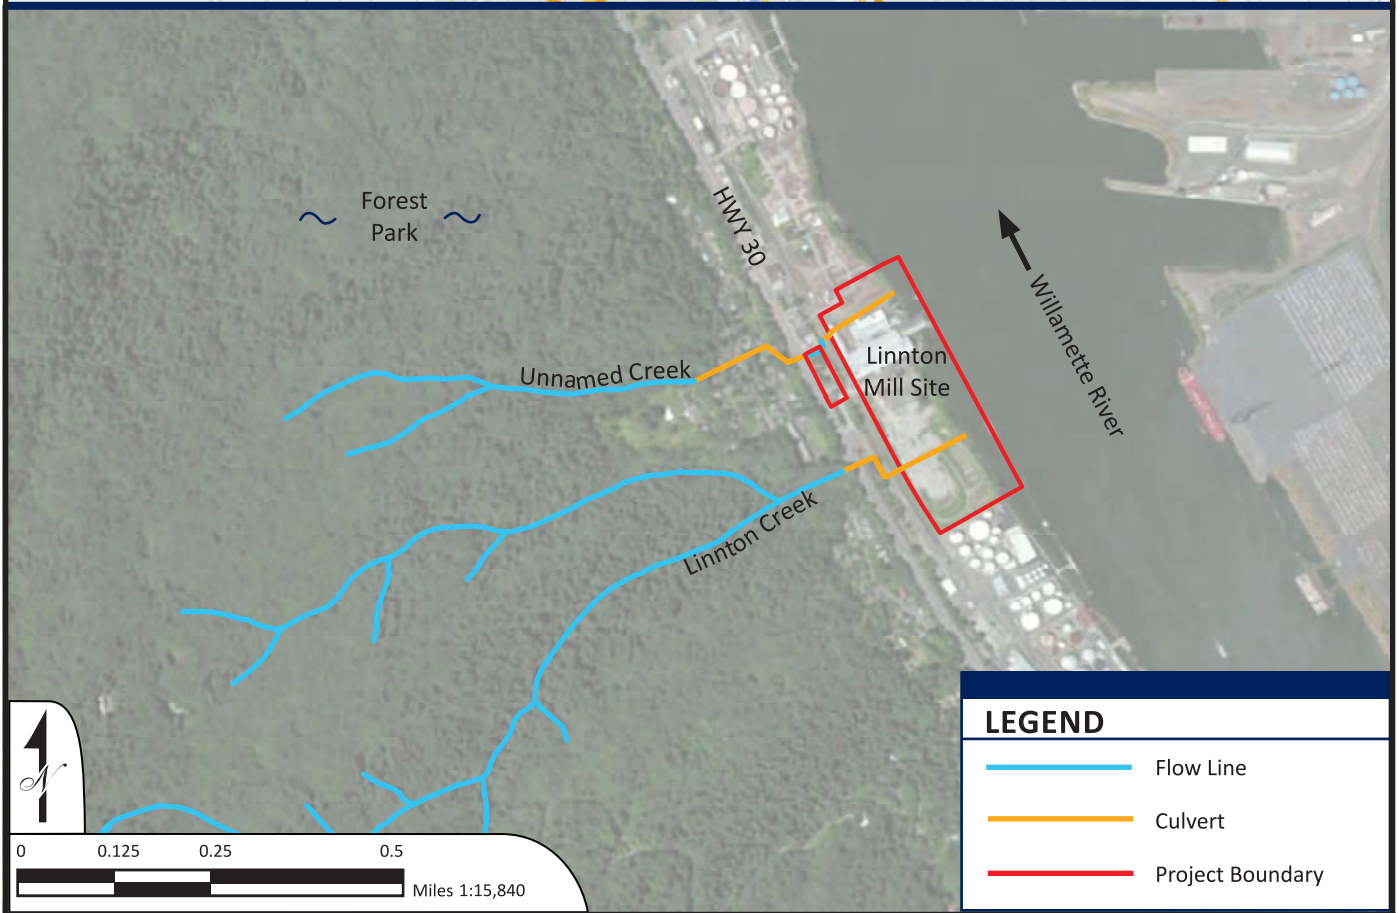 Forest
Park
HWY 30
Willamette River
Linnton
Mill Site
Unnamed Creek
Linnton Creek
N
0 0.125 0.25 0.5
Miles 1:15,840
LEGEND
Flow Line
Culvert
Project Boundary